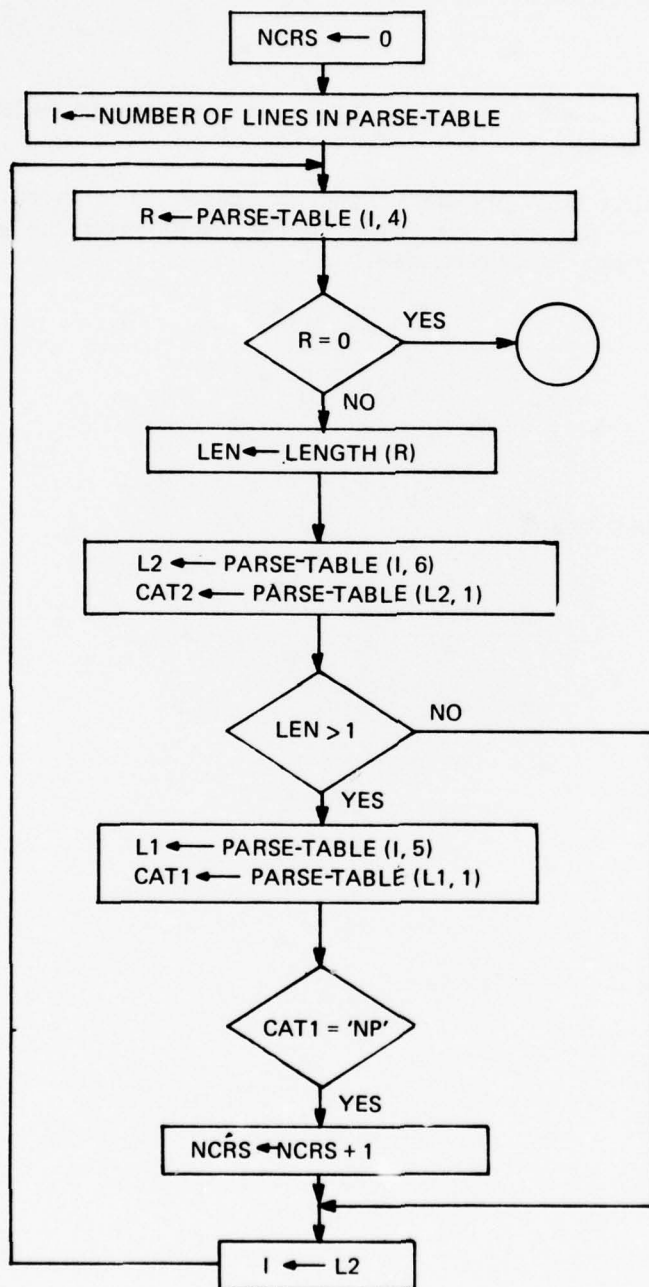 NCRS ← 0
I ← NUMBER OF LINES IN PARSE-TABLE
R ← PARSE-TABLE (I, 4)
R = 0
YES
NO
LEN ← LENGTH (R)
L2 ← PARSE-TABLE (I, 6)
CAT2 ← PARSE-TABLE (L2, 1)
LEN > 1
NO
YES
L1 ← PARSE-TABLE (I, 5)
CAT1 ← PARSE-TABLE (L1, 1)
CAT1 = 'NP'
YES
NCRS ← NCRS + 1
I ← L2